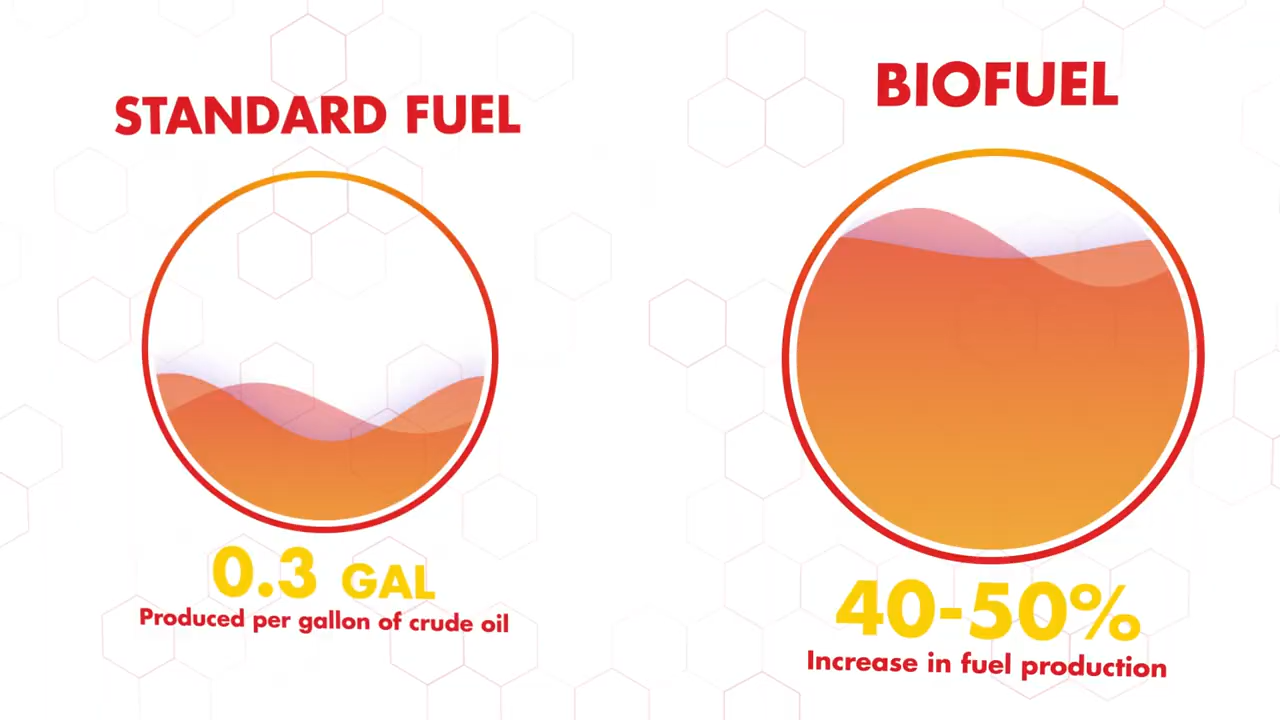 STANDARD FUEL
0.3 GAL
Produced per gallon of crude oil
BIOFUEL
40-50%
Increase in fuel production